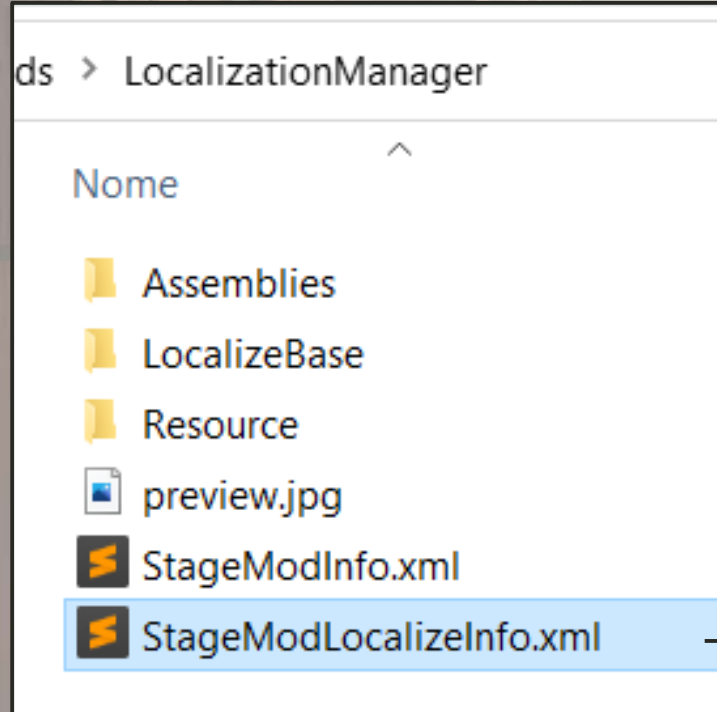 ds > LocalizationManager
Nome
Assemblies
LocalizeBase
Resource
preview.jpg
StageModInfo.xml
StageModLocalizeInfo.xml